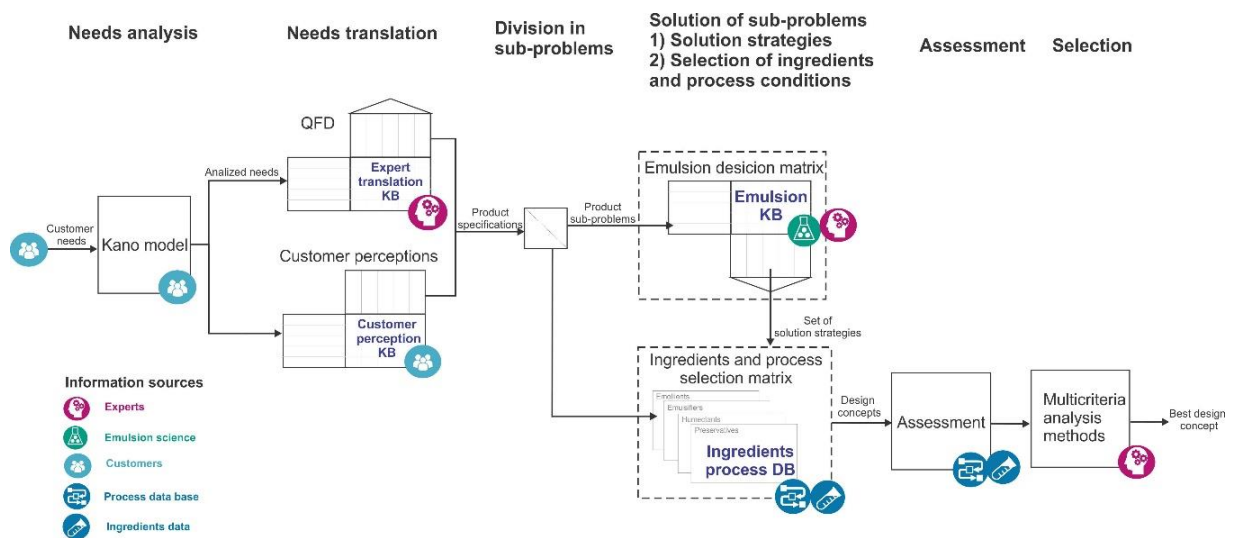 Needs analysis
Needs translation
Division in
sub-problems
Solution of sub-problems
1) Solution strategies
2) Selection of ingredients
and process conditions
Assessment
Selection
QFD
Analized needs
Expert
translation
KB
Customer
needs
Kano model
Product
specifications
Product
sub-problems
Emulsion desicion matrix
Emulsion
KB
Customer perceptions
Customer
perception
KB
Set of
solution strategies
Ingredients and process
selection matrix
Emollients
Emusifiers
Humectants
Preservatives
Ingredients
process DB
Design
concepts
Assessment
Multicriteria
analysis
methods
Best design
concept
Information sources
Experts
Emulsion science
Customers
Process data base
Ingredients data